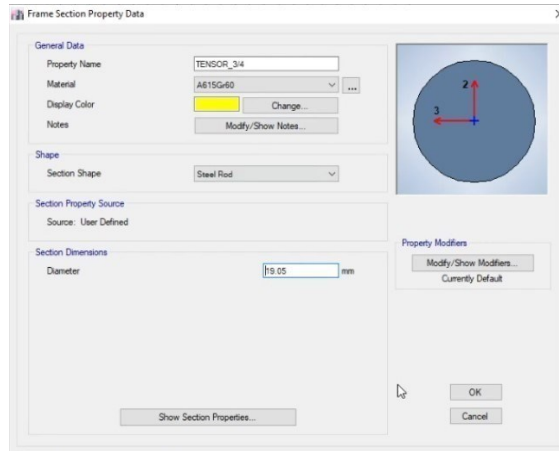 Frame Section Property Data
General Data
Property Name TENSOR_3/4
Material A615Gr60 ...
Display Color Change...
Notes Modify/Show Notes...
Shape
Section Shape Steel Rod
Section Property Source
Source: User Defined
Section Dimensions
Diameter 19.05 mm
Show Section Properties...
2
3
Property Modifiers
Modify/Show Modifiers...
Currently Default
OK
Cancel